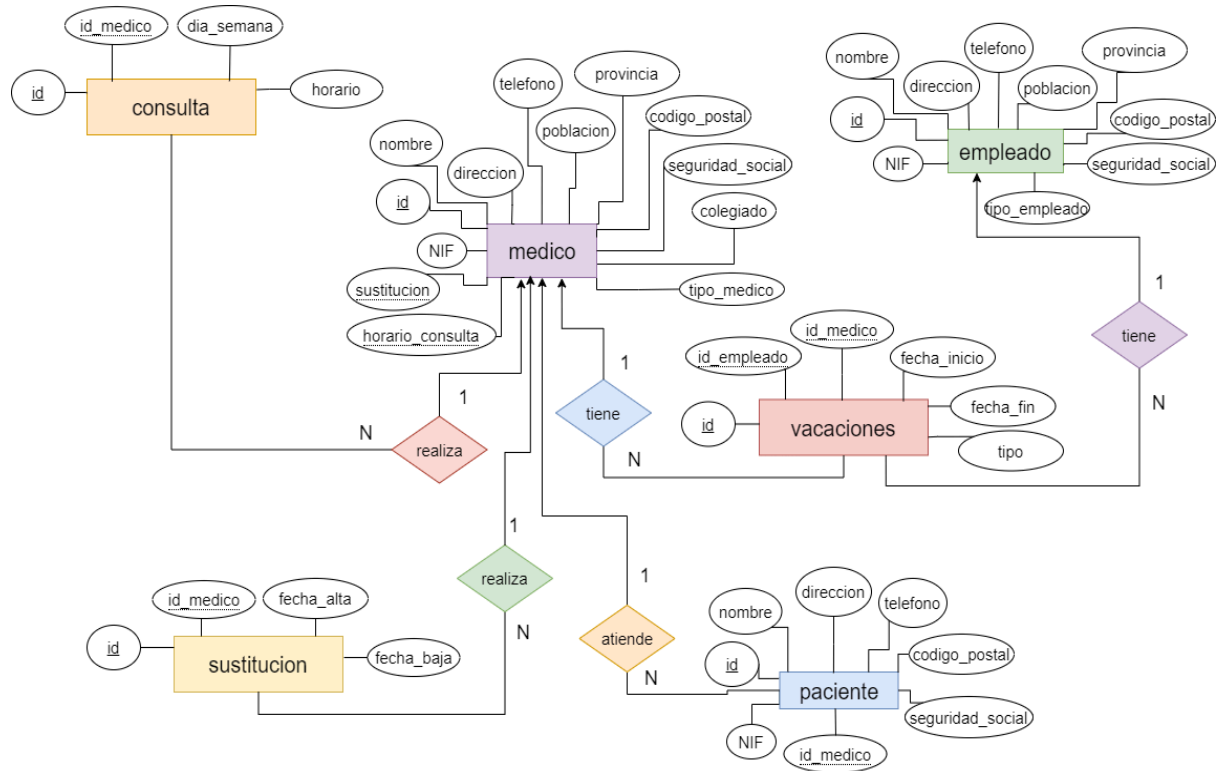 id_medico
dia_semana
id
consulta
horario
nombre
telefono
provincia
direccion
poblacion
id
codigo_postal
NIF
empleado
seguridad_social
tipo_empleado
telefono
provincia
codigo_postal
nombre
poblacion
direccion
seguridad_social
id
colegiado
NIF
medico
sustitucion
tipo_medico
horario_consulta
1
tiene
1
N
realiza
1
tiene
N
N
id_empleado
id_medico
fecha_inicio
fecha_fin
id
vacaciones
tipo
1
realiza
N
1
atiende
N
id_medico
fecha_alta
id
sustitucion
fecha_baja
nombre
direccion
telefono
id
codigo_postal
paciente
seguridad_social
NIF
id_medico